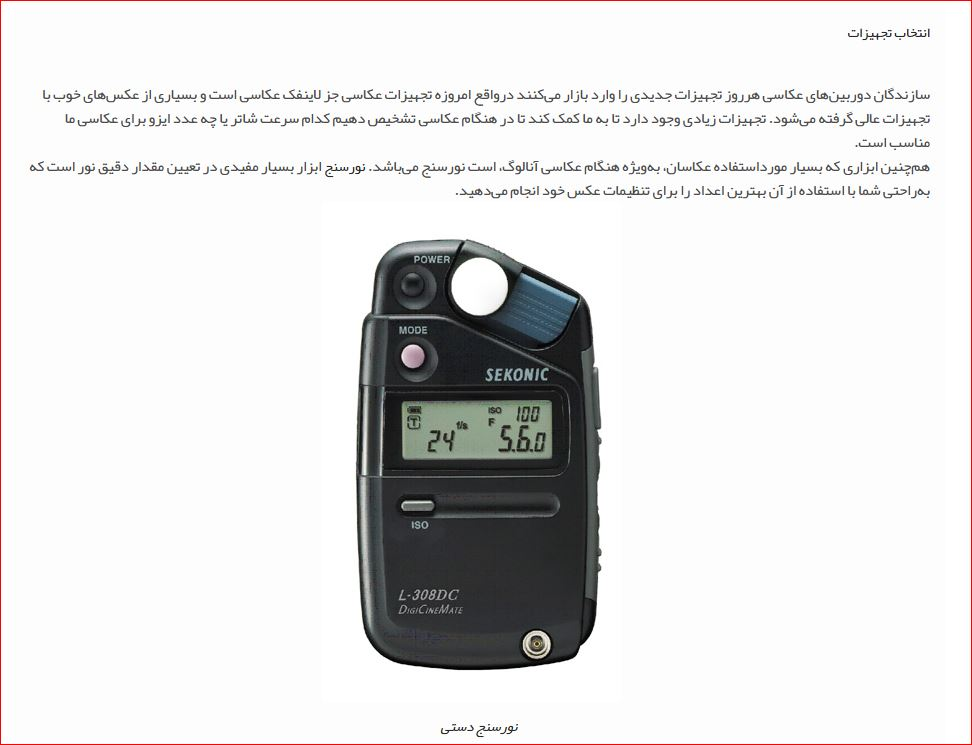 انتخاب تجهیزات
سازندگان دوربین‌های عکاسی هرروز تجهیزات جدیدی را وارد بازار می‌کنند درواقع امروزه تجهیزات عکاسی جز لاینفک عکاسی است و بسیاری از عکس‌های خوب با
تجهیزات عالی گرفته می‌شود. تجهیزات زیادی وجود دارد تا به ما کمک کند تا در هنگام عکاسی تشخیص دهیم کدام سرعت شاتر یا چه عدد ایزو برای عکاسی ما
مناسب است.
هم‌چنین ابزاری که بسیار مورداستفاده عکاسان، به‌ویژه هنگام عکاسی آنالوگ، است نورسنج می‌باشد. نورسنج ابزار بسیار مفیدی در تعیین مقدار دقیق نور است که
به‌راحتی شما با استفاده از آن بهترین اعداد را برای تنظیمات عکس خود انجام می‌دهید.
POWER
MODE
SEKONIC
ISO 100
24 f/s F 5.6.0
ISO
L-308DC
DIGICINEMATE
نورسنج دستی